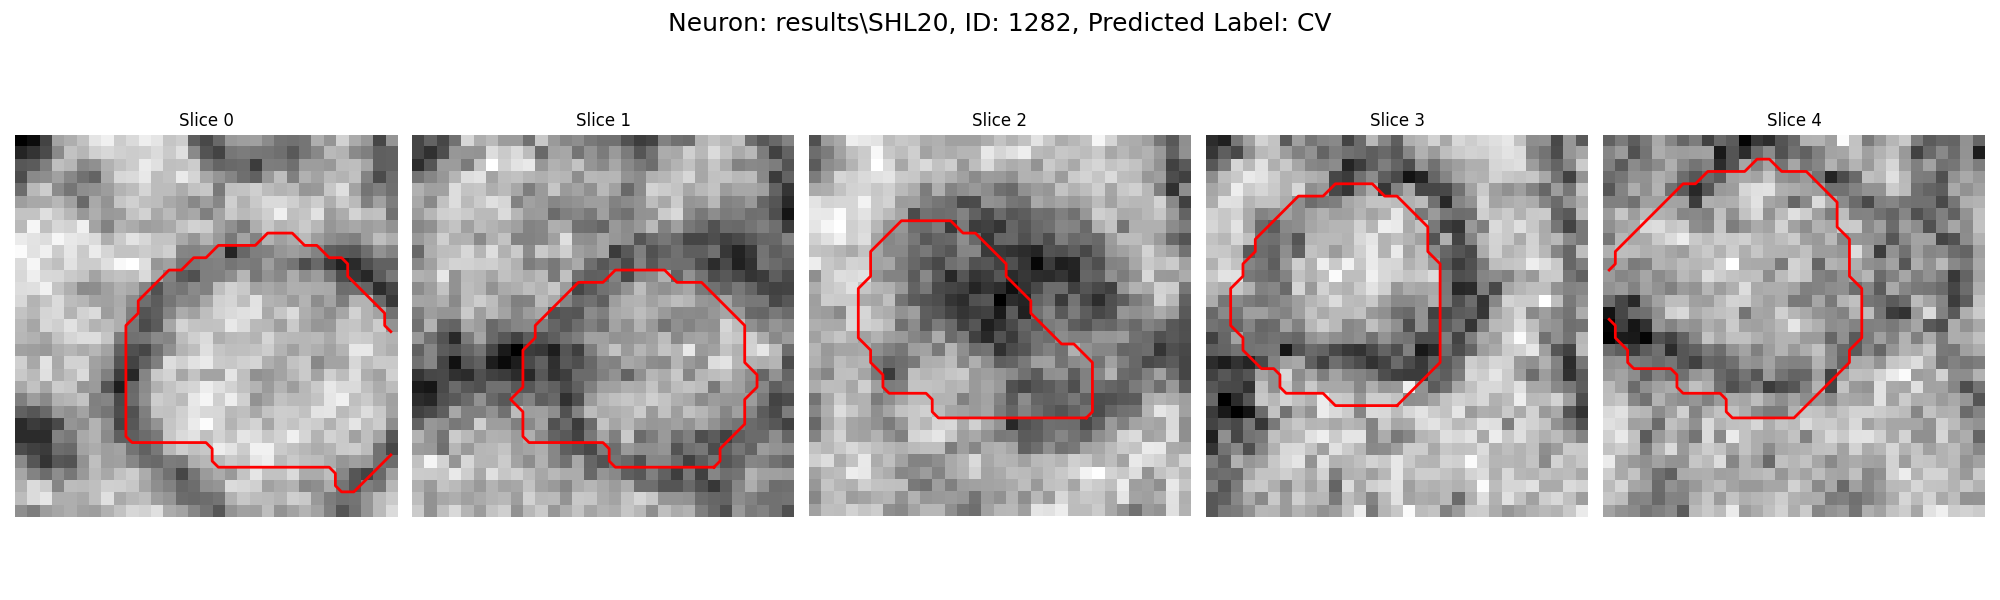 Neuron: results\SHL20, ID: 1282, Predicted Label: CV
Slice 0
Slice 1
Slice 2
Slice 3
Slice 4